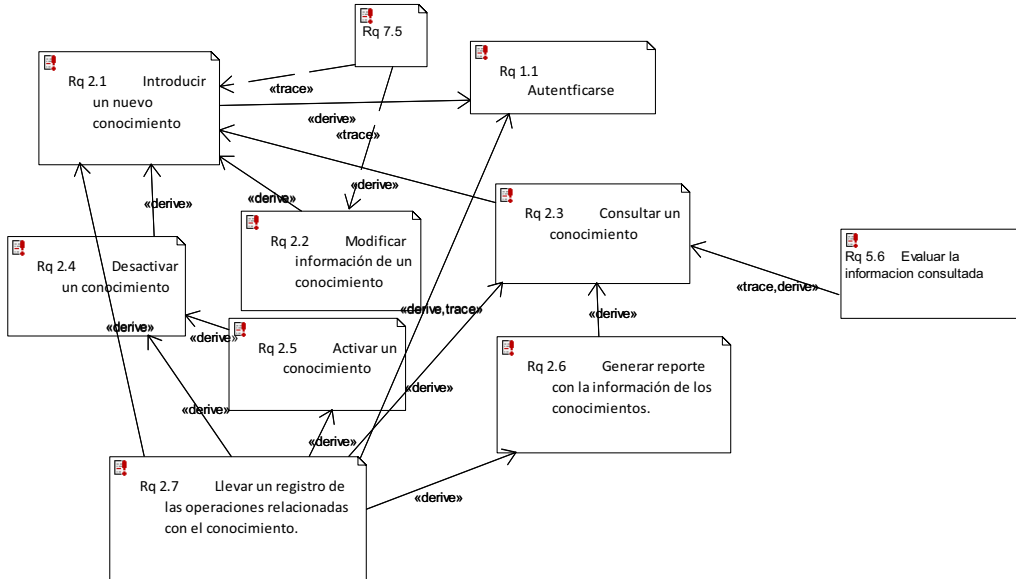 Rq 7.5
Rq 2.1 Introducir
un nuevo
conocimiento
Rq 1.1
Autentficarse
«trace»
«derive»
«trace»
«derive»
«derive»
«derive»
Rq 2.3 Consultar un
conocimiento
Rq 2.2 Modificar
información de un
conocimiento
Rq 2.4 Desactivar
un conocimiento
Rq 5.6 Evaluar la
informacion consultada
«trace,derive»
«derive,trace»
«derive»
«derive»
«derive»
Rq 2.5 Activar un
conocimiento
Rq 2.6 Generar reporte
con la información de los
conocimientos.
«derive»
«derive»
«derive»
Rq 2.7 Llevar un registro de
las operaciones relacionadas
con el conocimiento.
«derive»